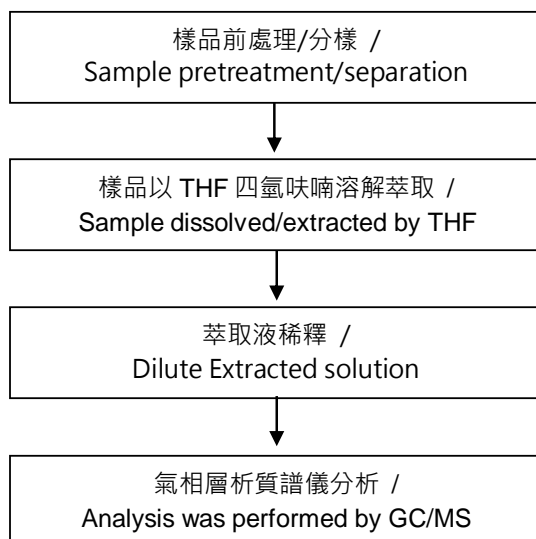 樣品前處理/分樣 /
Sample pretreatment/separation
樣品以 THF 四氫呋喃溶解萃取 /
Sample dissolved/extracted by THF
萃取液稀釋 /
Dilute Extracted solution
氣相層析質譜儀分析 /
Analysis was performed by GC/MS